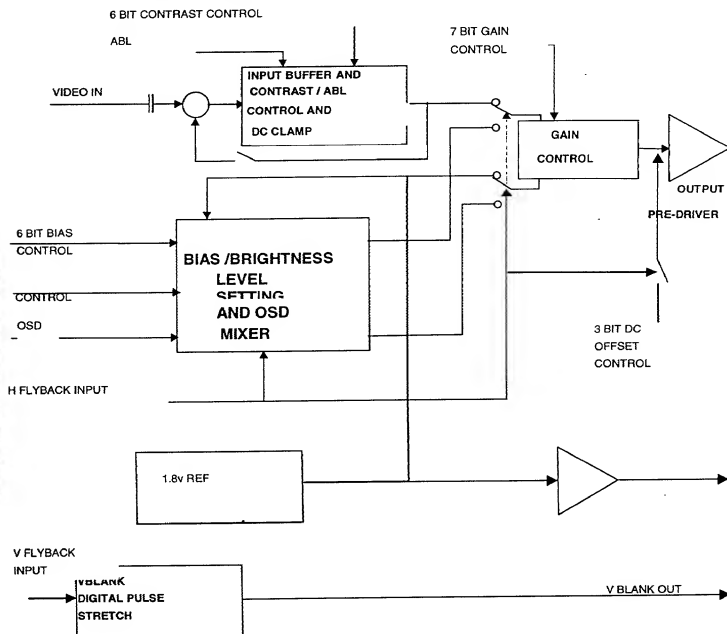 6 BIT CONTRAST CONTROL
ABL
7 BIT GAIN
CONTROL
VIDEO IN
INPUT BUFFER AND
CONTRAST / ABL
CONTROL AND
DC CLAMP
GAIN
CONTROL
OUTPUT
PRE-DRIVER
6 BIT BIAS
CONTROL
BIAS /BRIGHTNESS
LEVEL
SETTING
AND OSD
MIXER
CONTROL
OSD
3 BIT DC
OFFSET
CONTROL
H FLYBACK INPUT
1.8v REF
V FLYBACK
INPUT
VBLANK
DIGITAL PULSE
STRETCH
V BLANK OUT